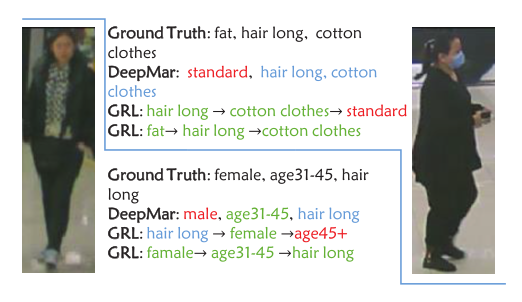 Ground Truth: fat, hair long, cotton
clothes
DeepMar: standard, hair long, cotton
clothes
GRL: hair long → cotton clothes→ standard
GRL: fat→ hair long →cotton clothes
Ground Truth: female, age31-45, hair
long
DeepMar: male, age31-45, hair long
GRL: hair long → female →age45+
GRL: famale→ age31-45 →hair long